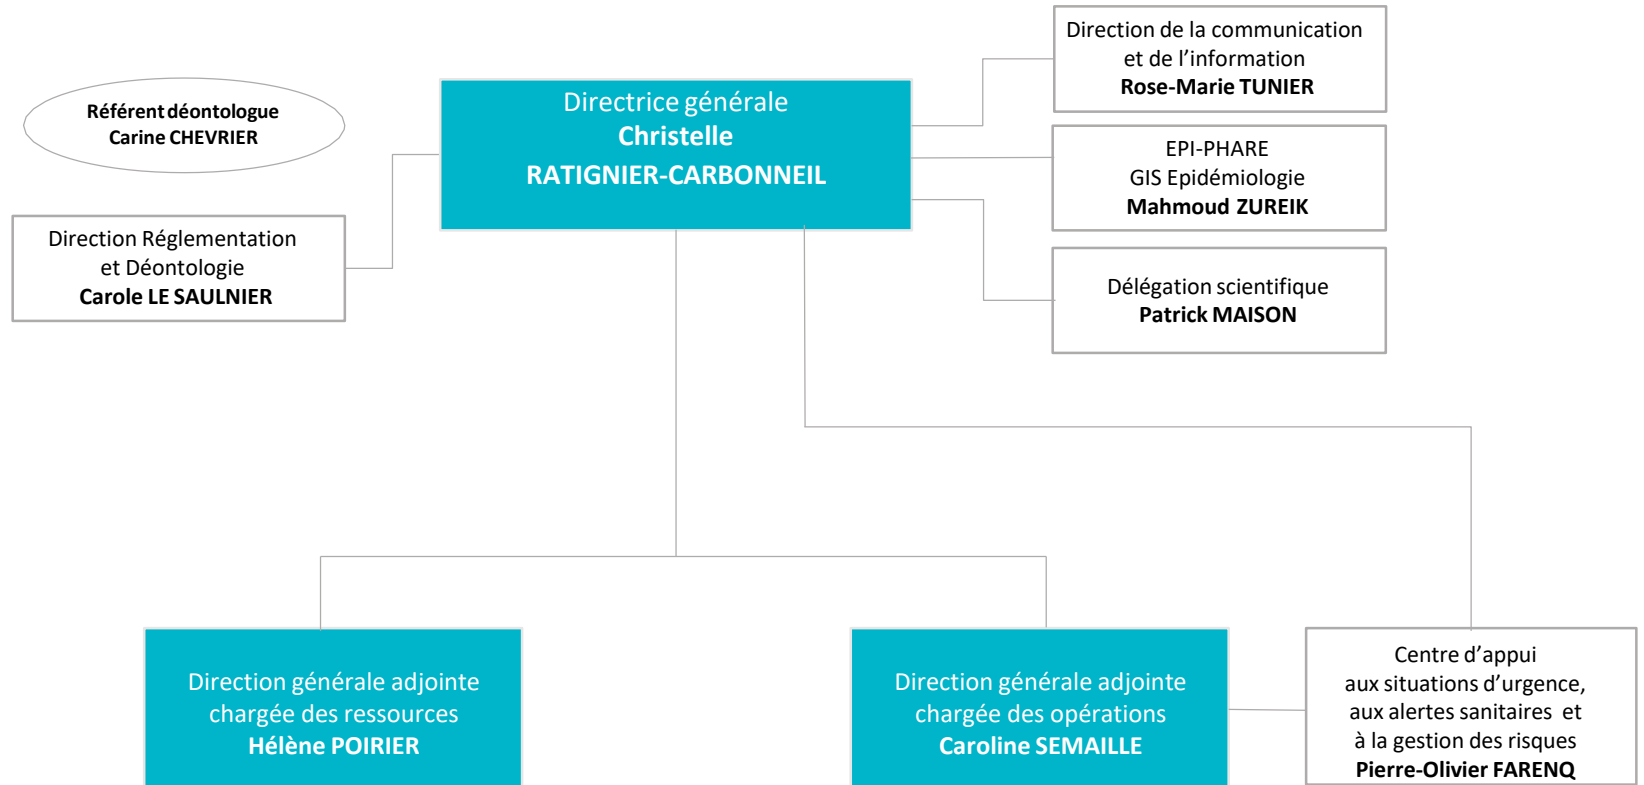 Référent déontologue
Carine CHEVRIER
Direction Réglementation
et Déontologie
Carole LE SAULNIER
Directrice générale
Christelle
RATIGNIER-CARBONNEIL
Direction de la communication
et de l’information
Rose-Marie TUNIER
EPI-PHARE
GIS Epidémiologie
Mahmoud ZUREIK
Délégation scientifique
Patrick MAISON
Direction générale adjointe
chargée des ressources
Hélène POIRIER
Direction générale adjointe
chargée des opérations
Caroline SEMAILLE
Centre d’appui
aux situations d’urgence,
aux alertes sanitaires et
à la gestion des risques
Pierre-Olivier FARENQ